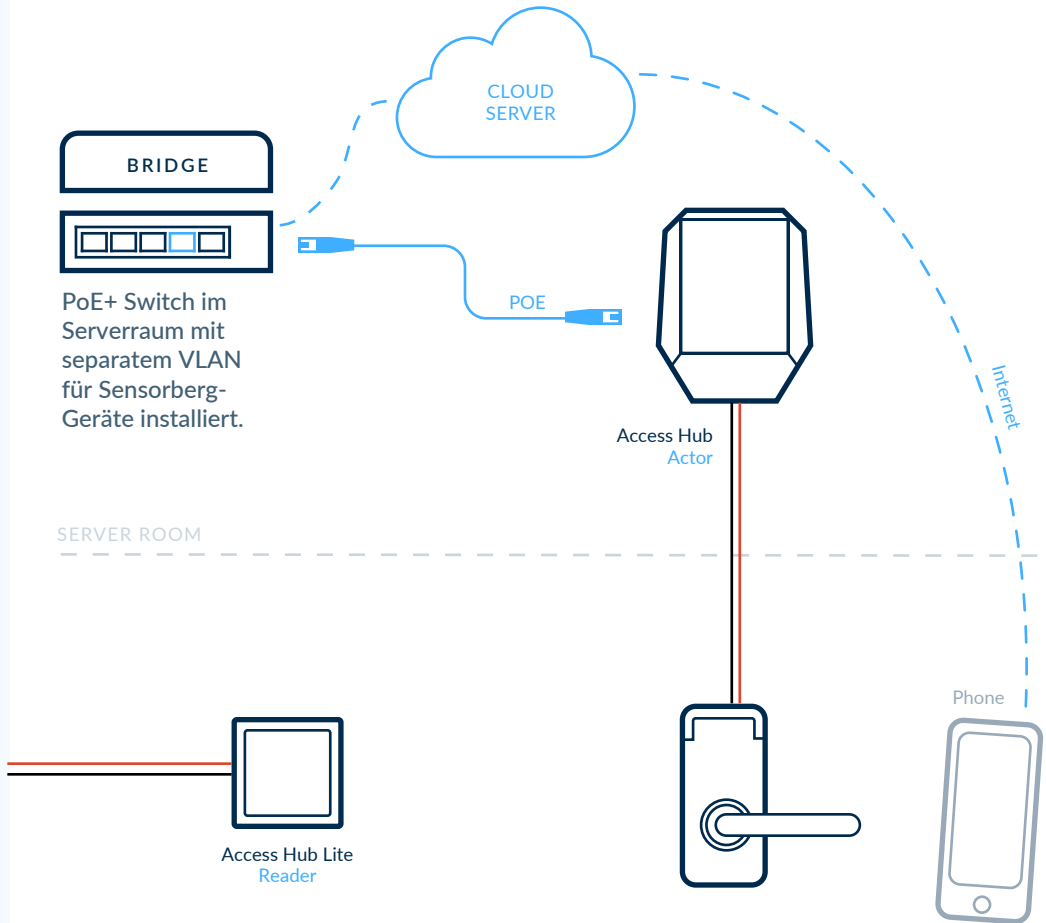 CLOUD
SERVER
BRIDGE
PoE+ Switch im
Serverraum mit
separatem VLAN
für Sensorberg-
Geräte installiert.
POE
Internet
Access Hub
Actor
SERVER ROOM
Phone
Access Hub Lite
Reader